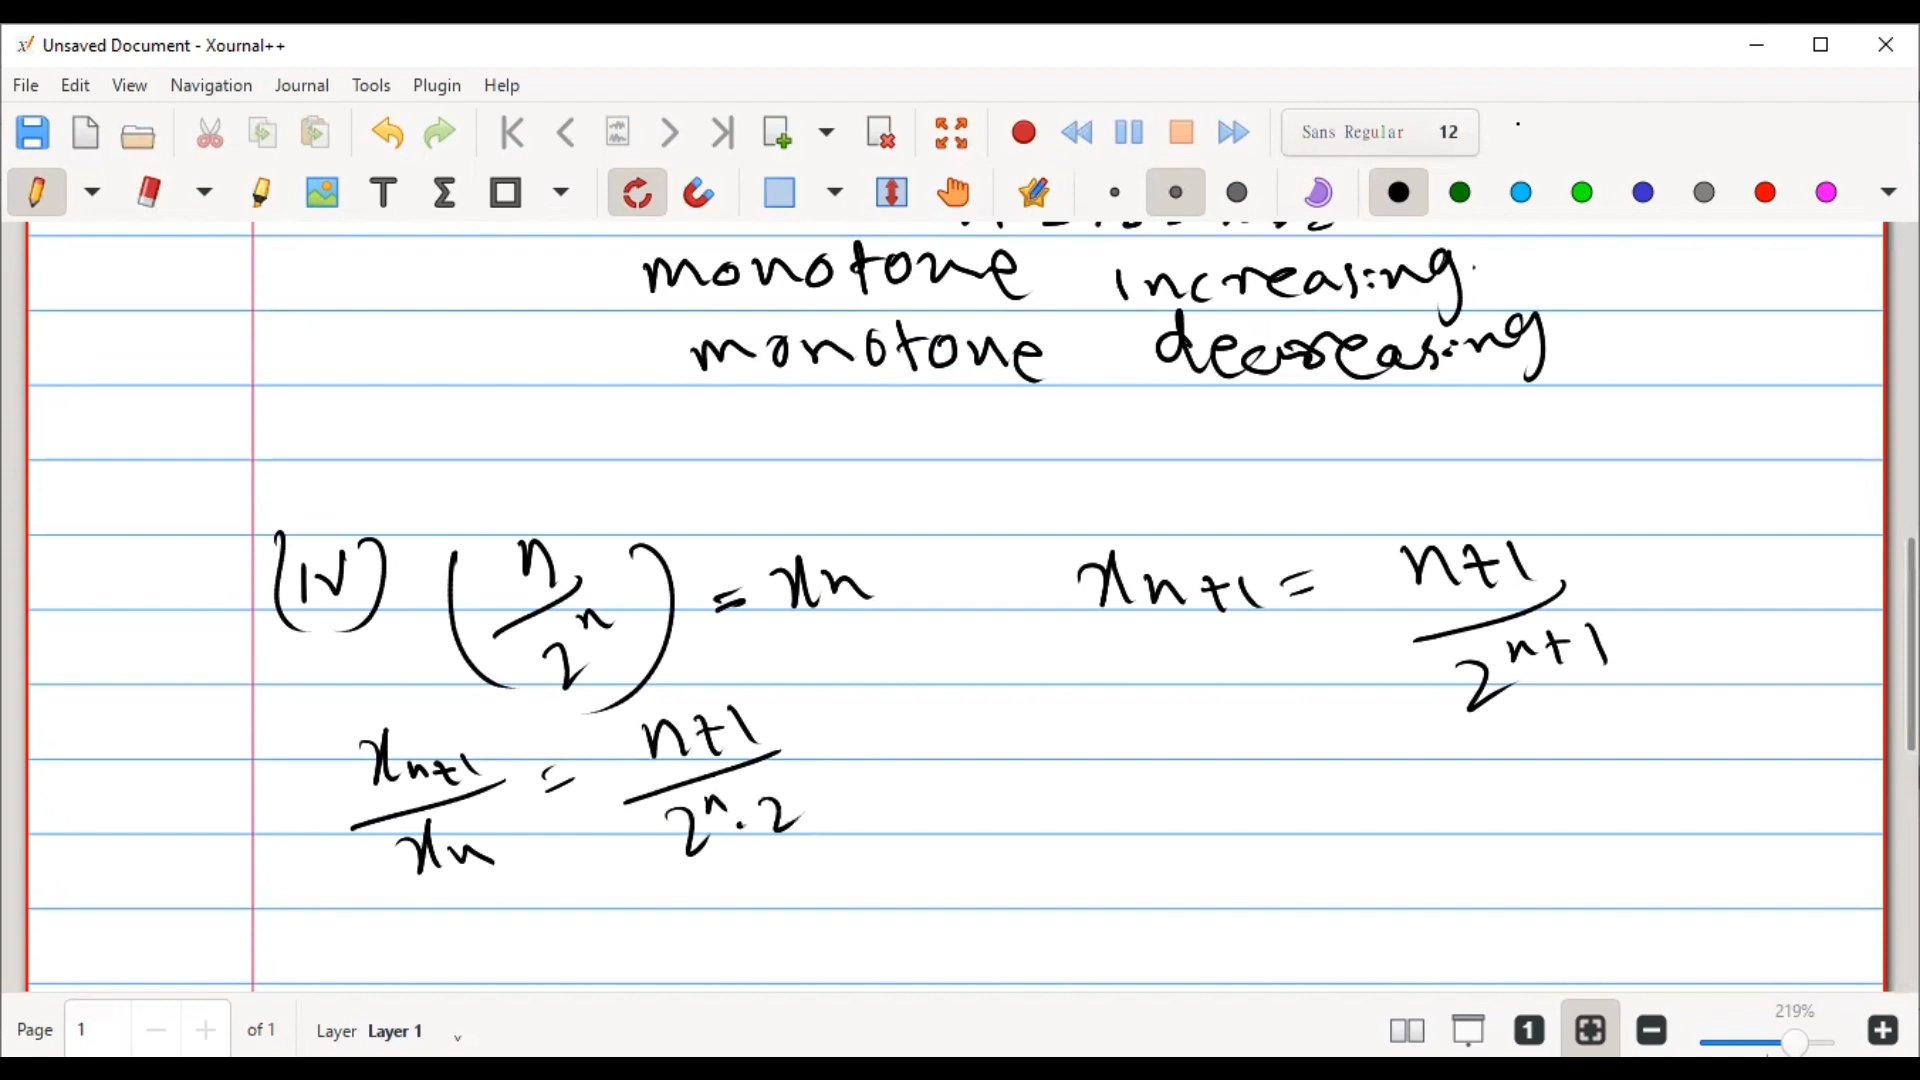 Unsaved Document - Xournal++
File Edit View Navigation Journal Tools Plugin Help
Sans Regular 12
monotone increasing.
monotone decreasing
(IV) (n/2^n) = xn xn+1 = n+1/2^n+1
xn+1/xn = n+1/2^n . 2
Page 1 of 1 Layer Layer 1 219%